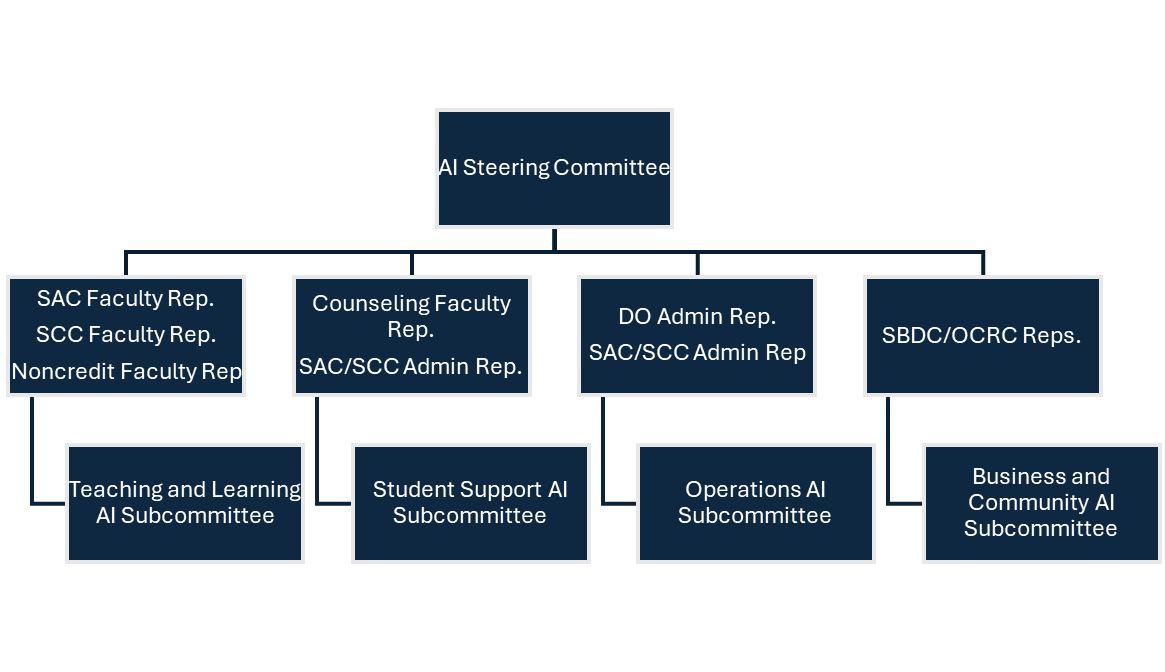 AI Steering Committee
SAC Faculty Rep.
SCC Faculty Rep.
Noncredit Faculty Rep
Counseling Faculty
Rep.
SAC/SCC Admin Rep.
DO Admin Rep.
SAC/SCC Admin Rep
SBDC/OCRC Reps.
Teaching and Learning
AI Subcommittee
Student Support AI
Subcommittee
Operations AI
Subcommittee
Business and
Community AI
Subcommittee